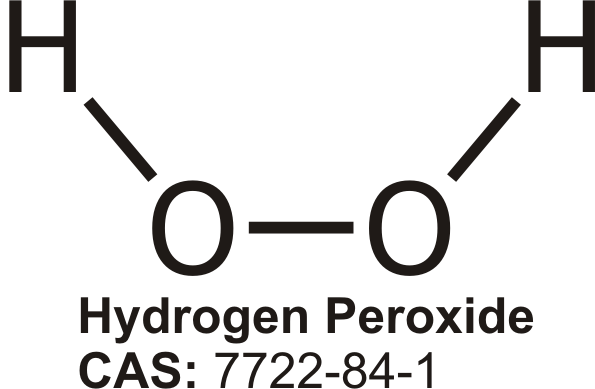 H H
O O
Hydrogen Peroxide
CAS: 7722-84-1